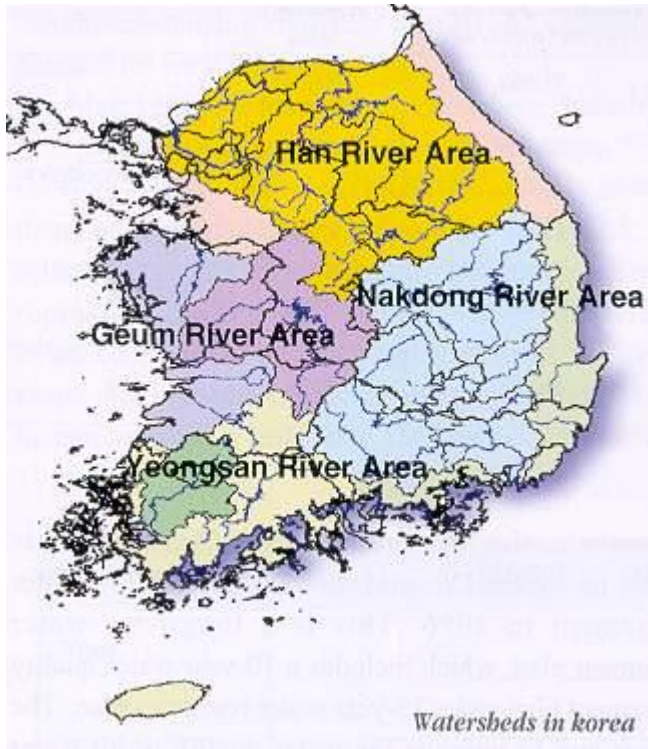 Han River Area
Nakdong River Area
Geum River Area
Yeongsan River Area
Watersheds in korea